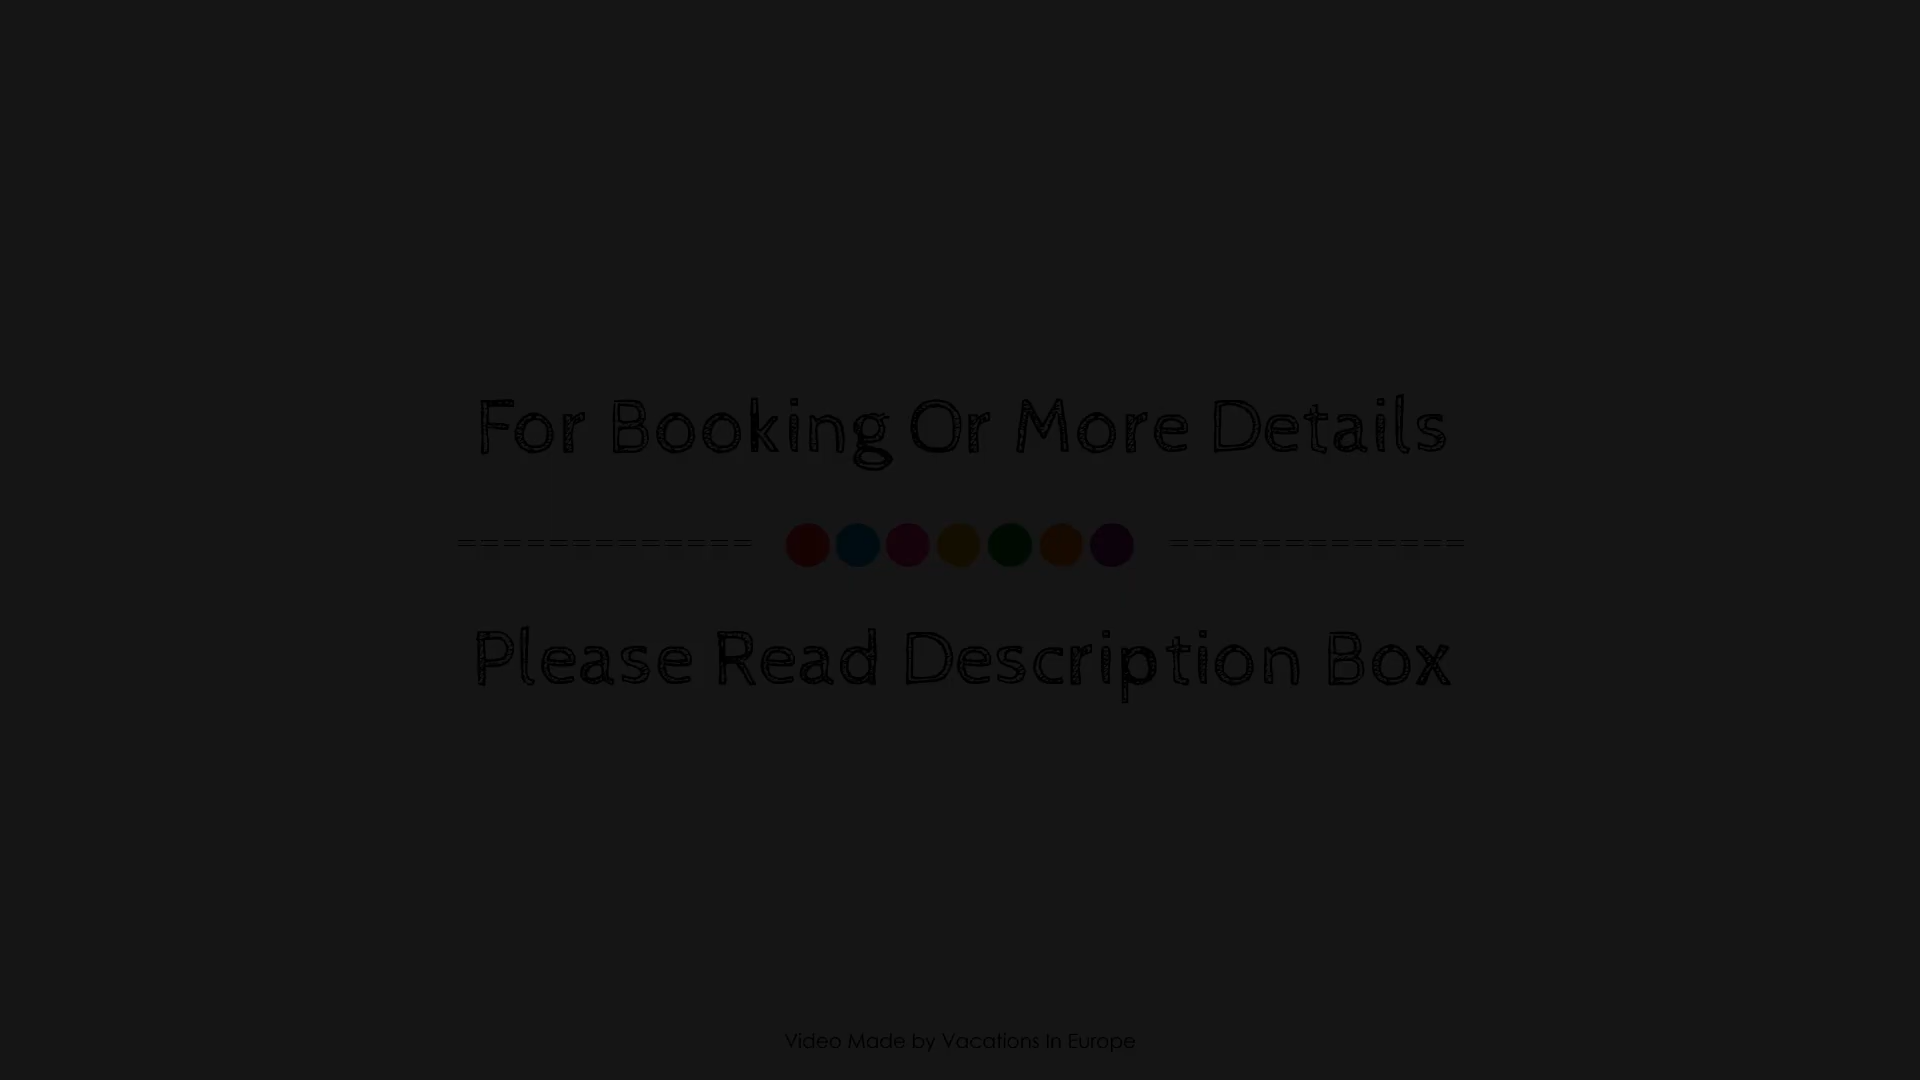 For Booking Or More Details
============= =============
Please Read Description Box
Video Made by Vacations In Europe